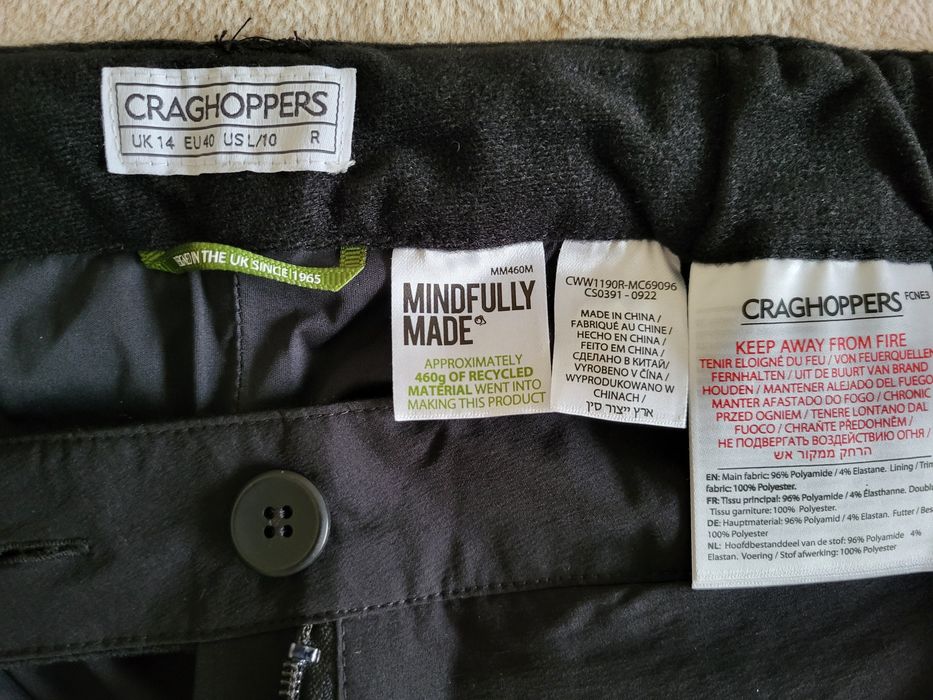 CRAGHOPPERS
UK 14 EU 40 US L/10 R
IN THE UK SINCE 1965
MM460M
MINDFULLY
MADE
APPROXIMATELY
460g OF RECYCLED
MATERIAL WENT INTO
MAKING THIS PRODUCT
CWW1190R-MC69096
CS0391 - 0922
MADE IN CHINA /
FABRIQUÉ AU CHINE /
HECHO EN CHINA /
FEITO EM CHINA /
СДЕЛАНО В КИТАЙ/
VYROBENO V ČÍNA /
WYPRODUKOWANO W
CHINACH /
ארץ ייצור סין
CRAGHOPPERS FCNE3
KEEP AWAY FROM FIRE
TENIR ELOIGNÉ DU FEU / VON FEUERQUELLEN
FERNHALTEN / UIT DE BUURT VAN BRAND
HOUDEN / MANTENER ALEJADO DEL FUEGO
MANTER AFASTADO DO FOGO / CHRONIC
PRZED OGNIEM / TENERE LONTANO DAL
FUOCO / CHRAŇTE PŘEDOHNĚM /
НЕ ПОДВЕРГАТЬ ВОЗДЕЙСТВИЮ ОГНЯ /
הרחק ממקור אש
EN: Main fabric: 96% Polyamide / 4% Elastane. Lining / Trim
fabric: 100% Polyester.
FR: Tissu principal: 96% Polyamide / 4% Élasthanne. Doubl
Tissu garniture: 100% Polyester.
DE: Hauptmaterial: 96% Polyamid / 4% Elastan. Futter / Bes
100% Polyester
NL: Hoofdbestanddeel van de stof: 96% Polyamide 4%
Elastan. Voering / Stof afwerking: 100% Polyester